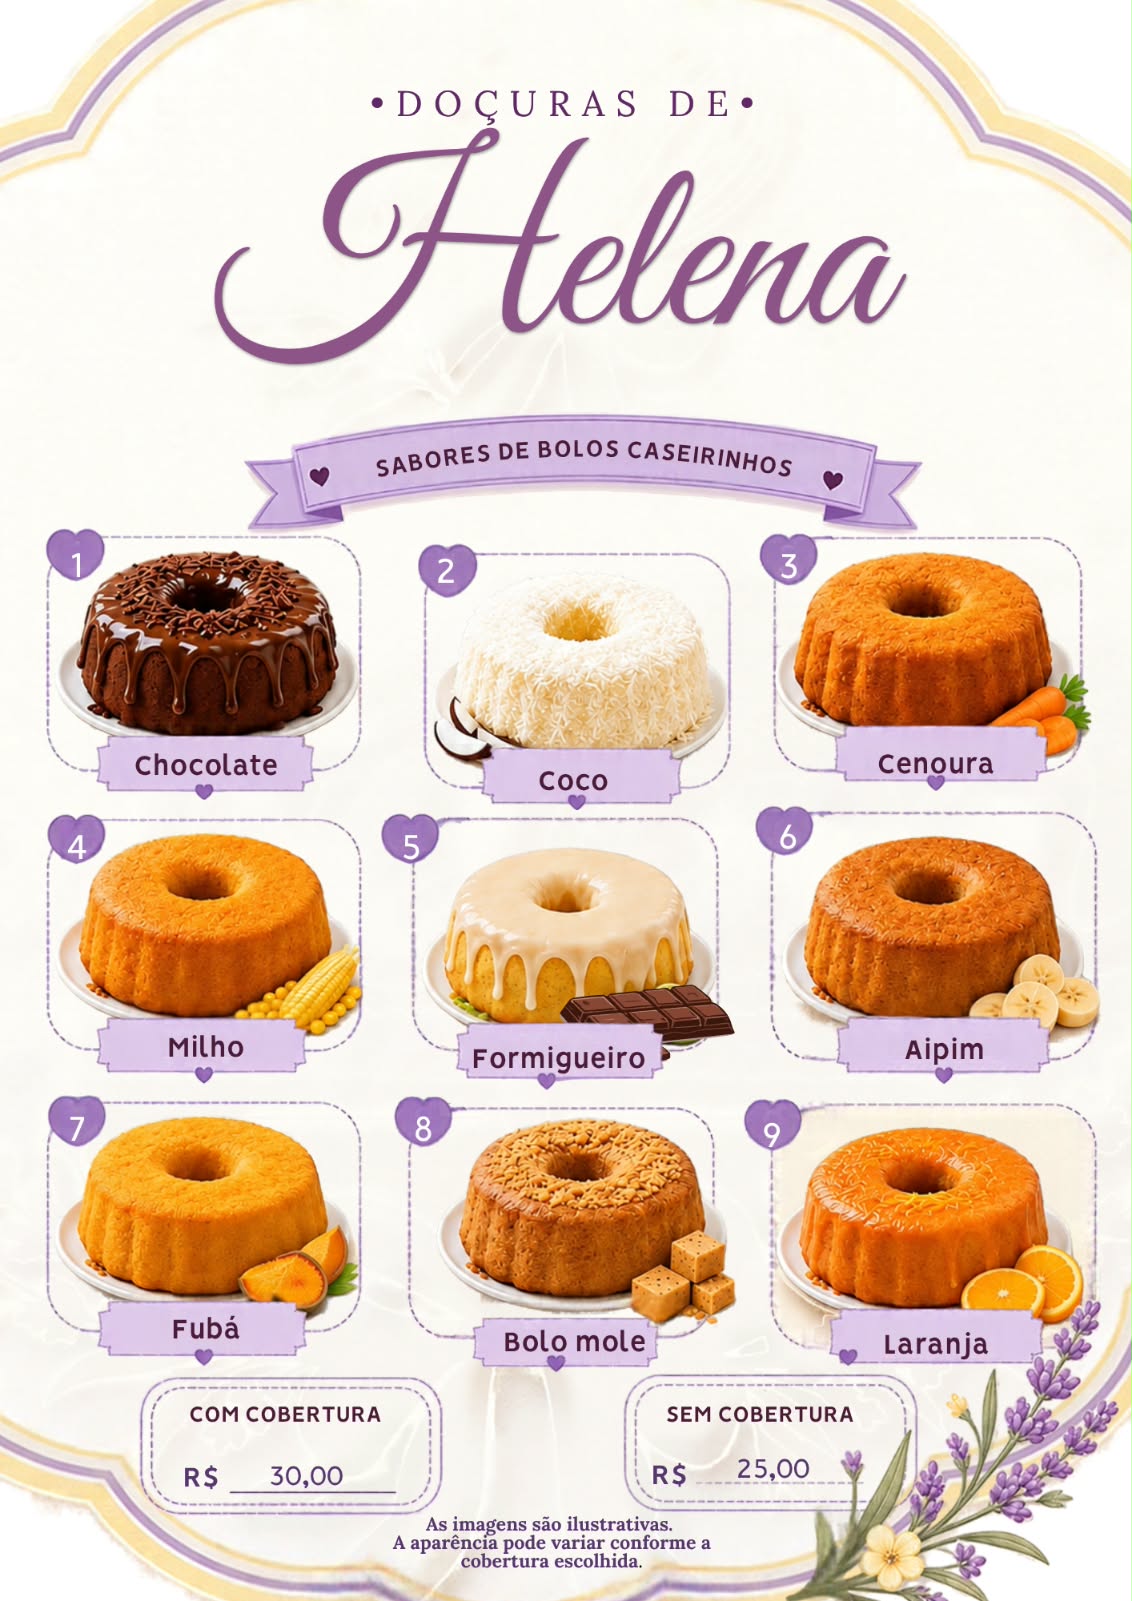 •DOÇURAS DE•
Helena
SABORES DE BOLOS CASEIRINHOS
1
Chocolate
2
Coco
3
Cenoura
4
Milho
5
Formigueiro
6
Aipim
7
Fubá
8
Bolo mole
9
Laranja
COM COBERTURA
R$ 30,00
SEM COBERTURA
R$ 25,00
As imagens são ilustrativas.
A aparência pode variar conforme a
cobertura escolhida.